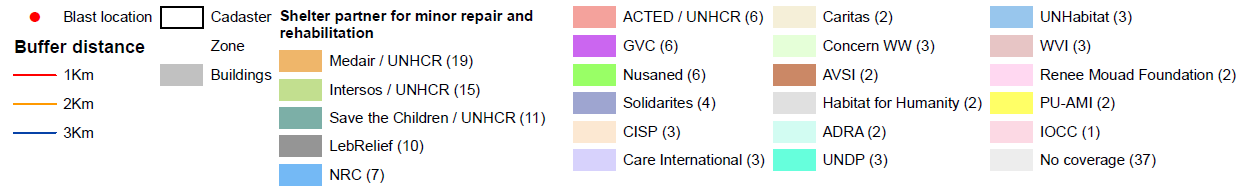 Blast location
Buffer distance
1Km
2Km
3Km
Cadaster
Zone
Buildings
Shelter partner for minor repair and
rehabilitation
Medair / UNHCR (19)
Intersos / UNHCR (15)
Save the Children / UNHCR (11)
LebRelief (10)
NRC (7)
ACTED / UNHCR (6)
GVC (6)
Nusaned (6)
Solidarites (4)
CISP (3)
Care International (3)
Caritas (2)
Concern WW (3)
AVSI (2)
Habitat for Humanity (2)
ADRA (2)
UNDP (3)
UNHabitat (3)
WVI (3)
Renee Mouad Foundation (2)
PU-AMI (2)
IOCC (1)
No coverage (37)